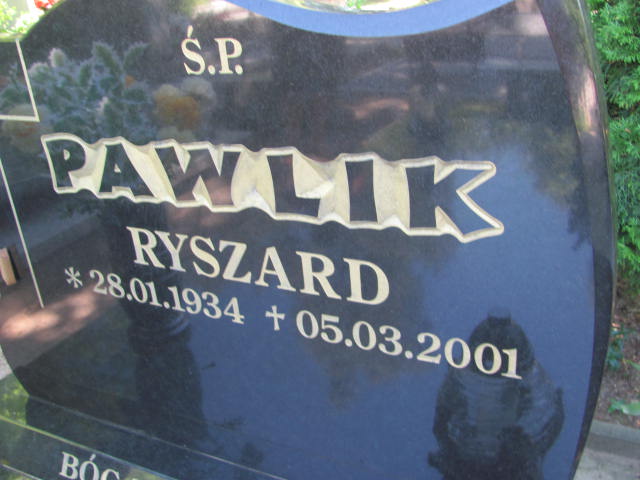 Ś.P.
PAWLIK
RYSZARD
* 28.01.1934 + 05.03.2001